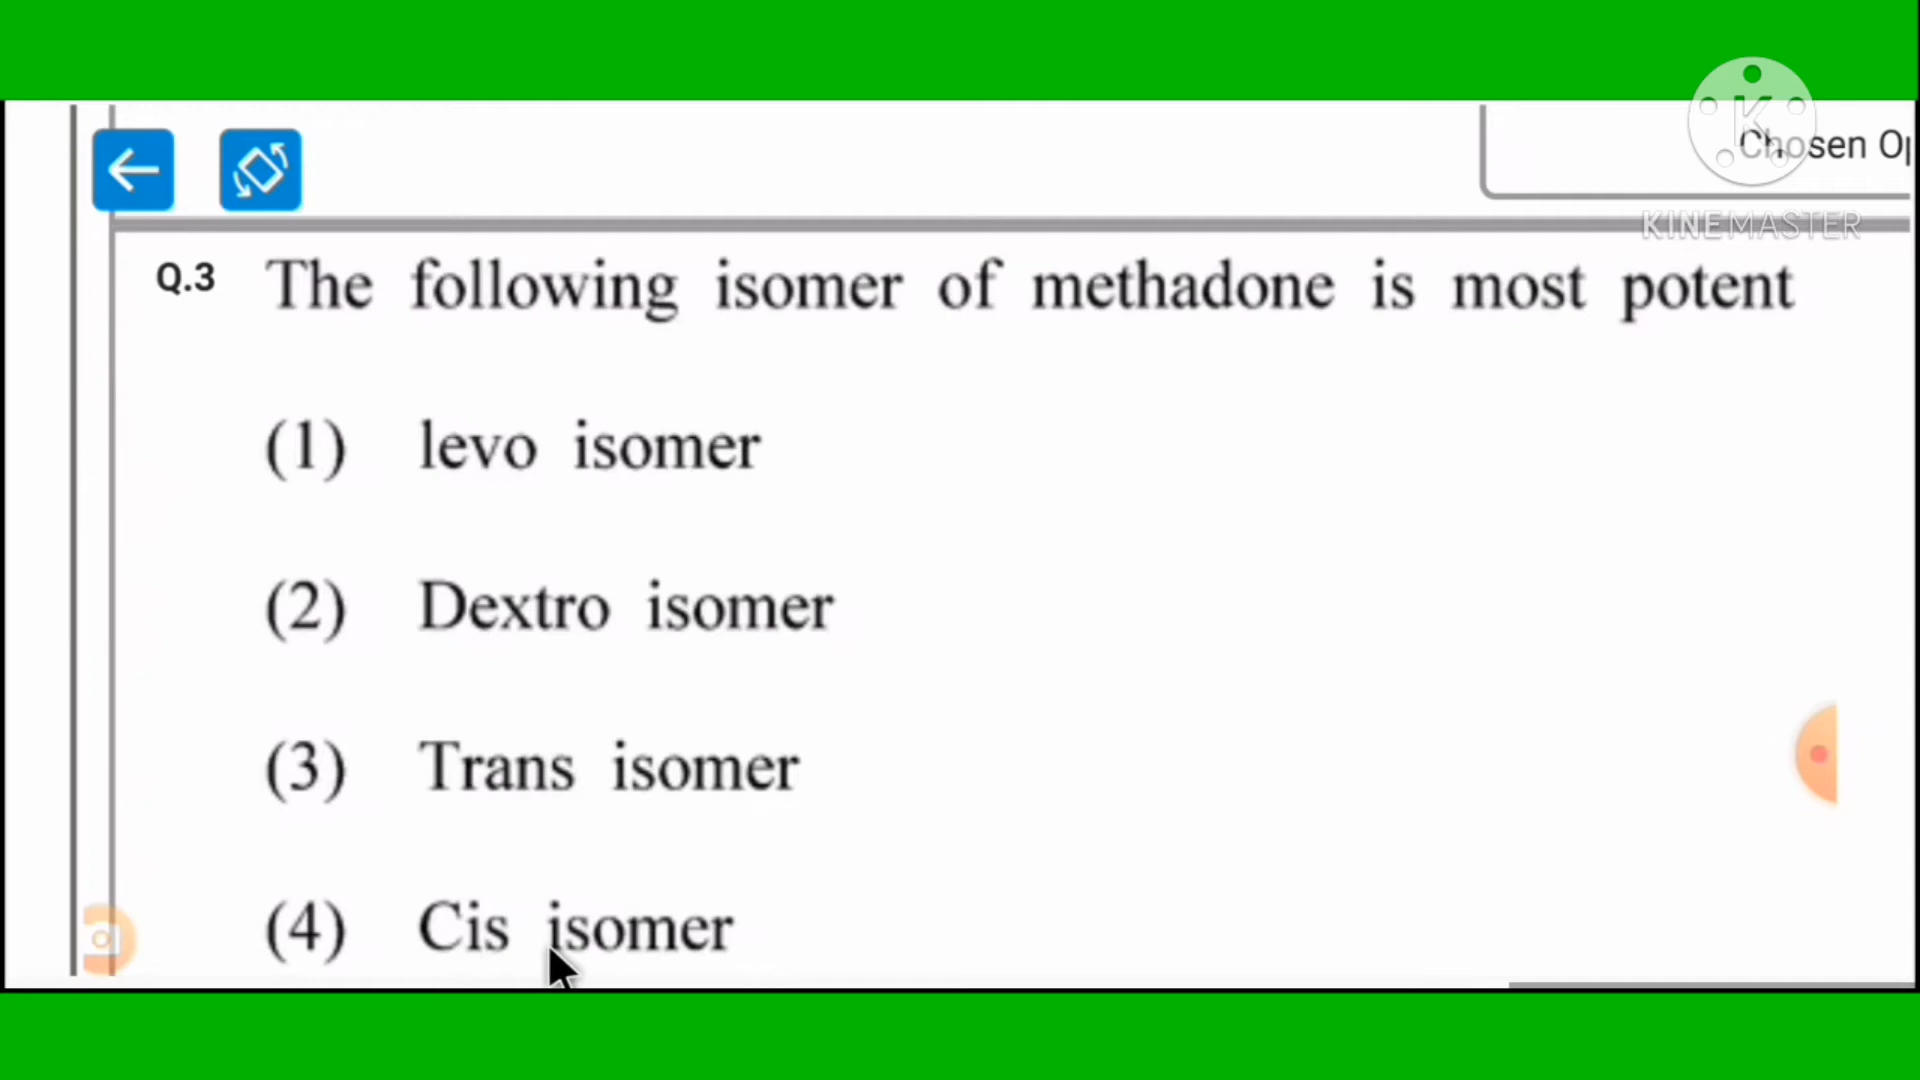 Chosen Op
KINEMASTER
Q.3 The following isomer of methadone is most potent
(1) levo isomer
(2) Dextro isomer
(3) Trans isomer
(4) Cis isomer